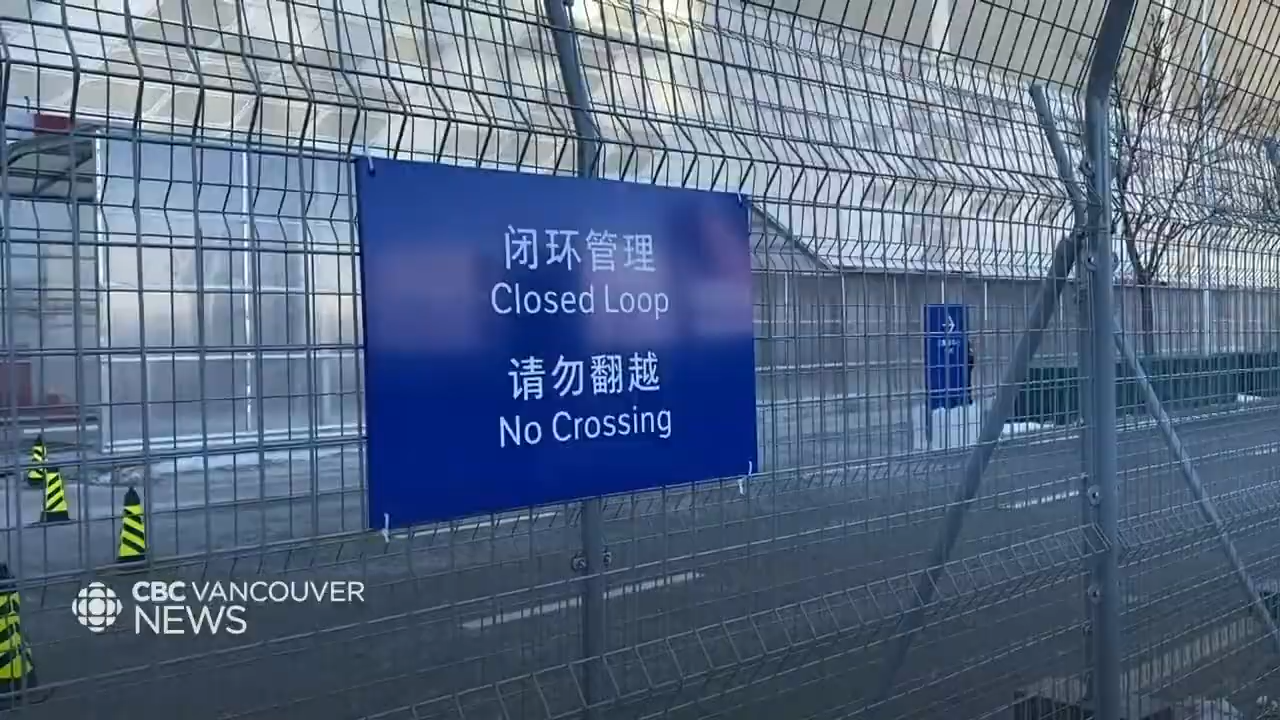 闭环管理
Closed Loop
请勿翻越
No Crossing
CBC VANCOUVER
NEWS